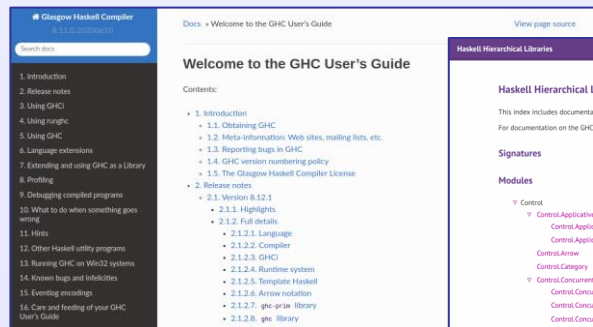 Glasgow Haskell Compiler
8.11.0.20200610
Search docs
1. Introduction
2. Release notes
3. Using GHCi
4. Using runghc
5. Using GHC
6. Language extensions
7. Extending and using GHC as a Library
8. Profiling
9. Debugging compiled programs
10. What to do when something goes
wrong
11. Hints
12. Other Haskell utility programs
13. Running GHC on Win32 systems
14. Known bugs and infelicities
15. Eventlog encodings
16. Care and feeding of your GHC
User's Guide
Docs » Welcome to the GHC User's Guide
View page source
Welcome to the GHC User's Guide
Contents:
1. Introduction
1.1. Obtaining GHC
1.2. Meta-information: Web sites, mailing lists, etc.
1.3. Reporting bugs in GHC
1.4. GHC version numbering policy
1.5. The Glasgow Haskell Compiler License
2. Release notes
2.1. Version 8.12.1
2.1.1. Highlights
2.1.2. Full details
2.1.2.1. Language
2.1.2.2. Compiler
2.1.2.3. GHCi
2.1.2.4. Runtime system
2.1.2.5. Template Haskell
2.1.2.6. Arrow notation
2.1.2.7. ghc-prim library
2.1.2.8. ghc library
Haskell Hierarchical Libraries
Haskell Hierarchical L
This index includes documenta
For documentation on the GHC
Signatures
Modules
Control
Control.Applicative
Control.Applic
Control.Applic
Control.Arrow
Control.Category
Control.Concurrent
Control.Concu
Control.Concu
Control.Concu